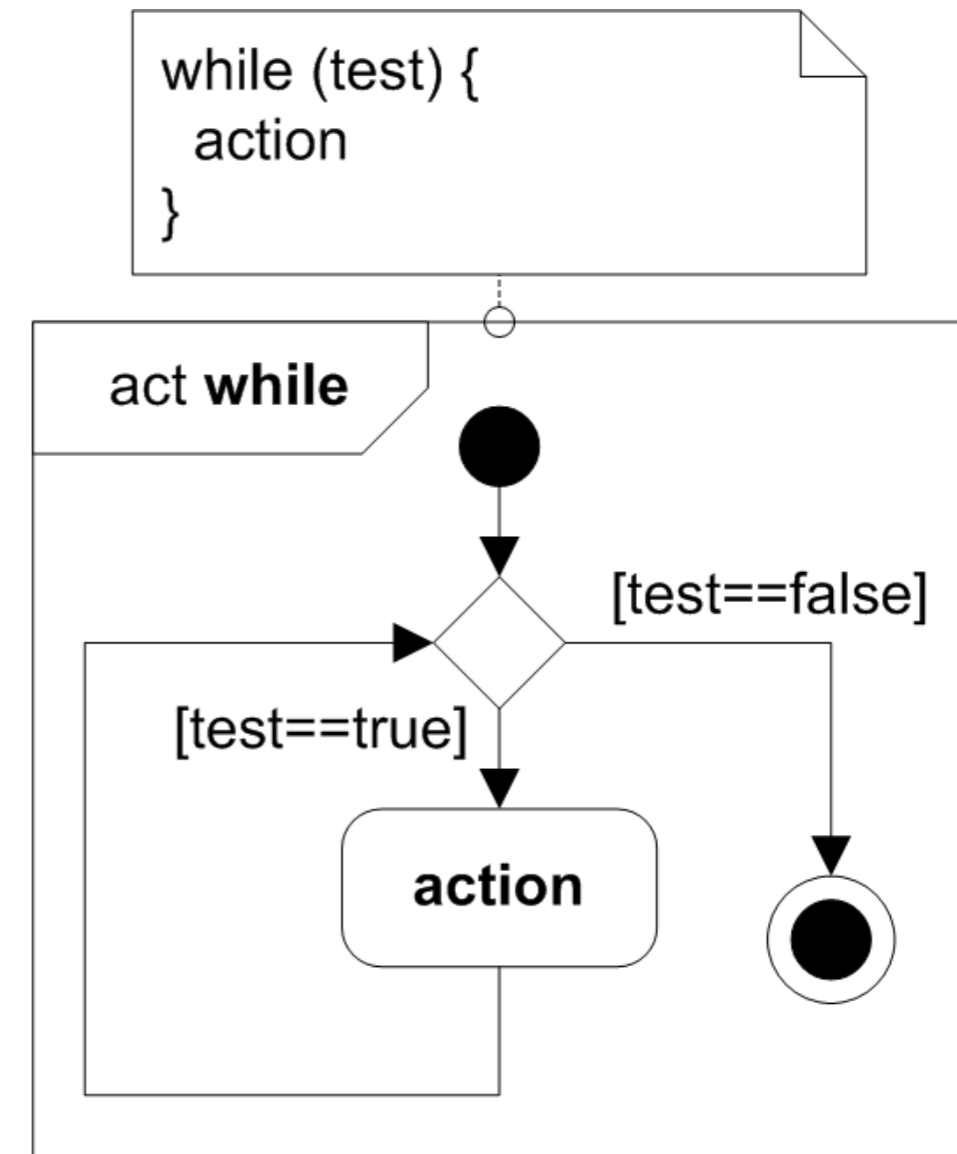 while (test) {
  action
}
act while
[test==false]
[test==true]
action